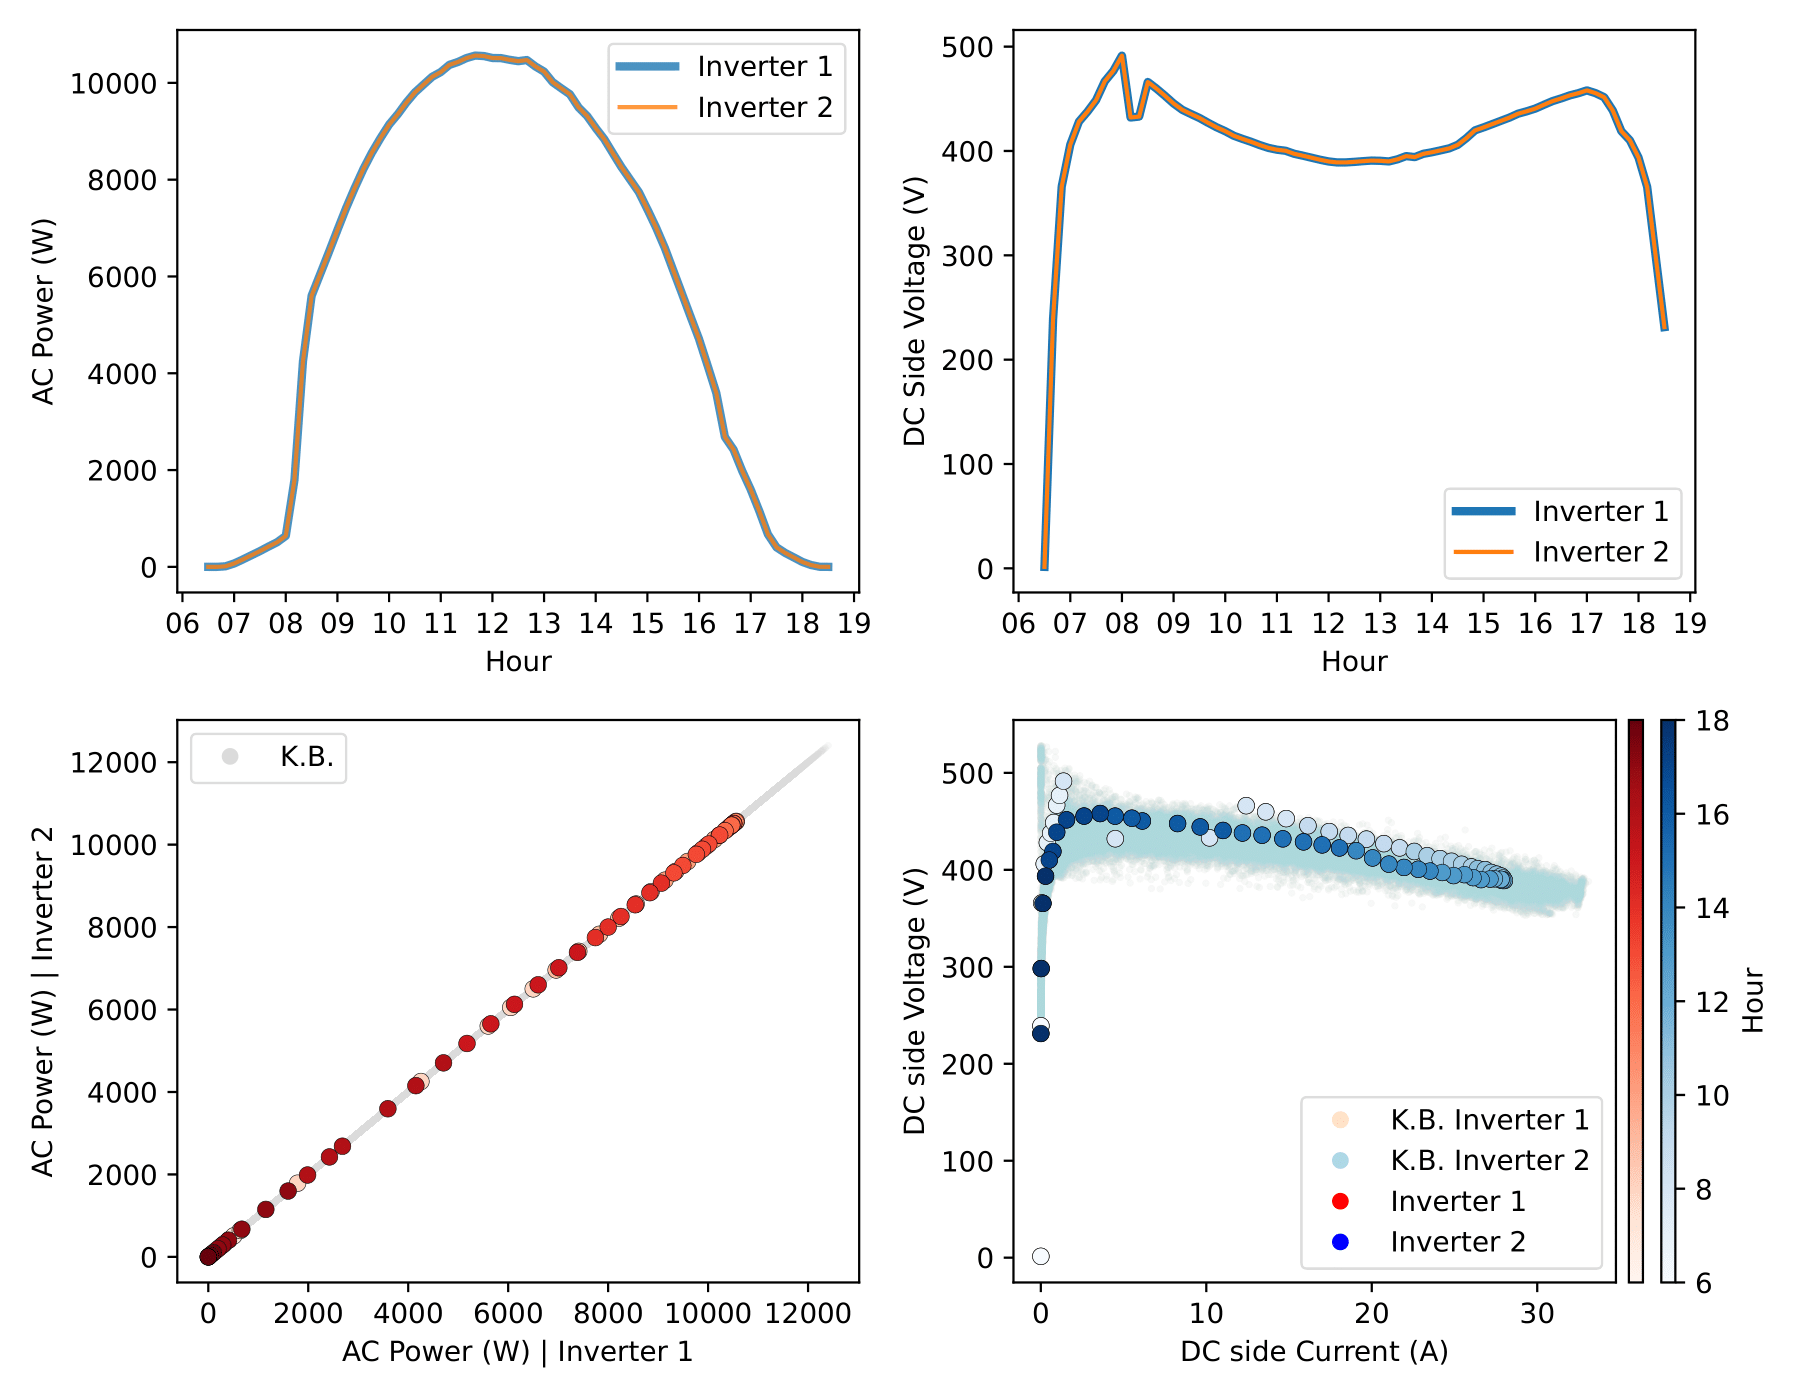 10000
8000
6000
4000
2000
0
AC Power (W)
Inverter 1
Inverter 2
06 07 08 09 10 11 12 13 14 15 16 17 18 19
Hour
500
400
300
200
100
0
DC Side Voltage (V)
Inverter 1
Inverter 2
06 07 08 09 10 11 12 13 14 15 16 17 18 19
Hour
12000
10000
8000
6000
4000
2000
0
AC Power (W) | Inverter 2
K.B.
0 2000 4000 6000 8000 10000 12000
AC Power (W) | Inverter 1
500
400
300
200
100
0
DC side Voltage (V)
K.B. Inverter 1
K.B. Inverter 2
Inverter 1
Inverter 2
0 10 20 30
DC side Current (A)
18
16
14
12
10
8
6
Hour